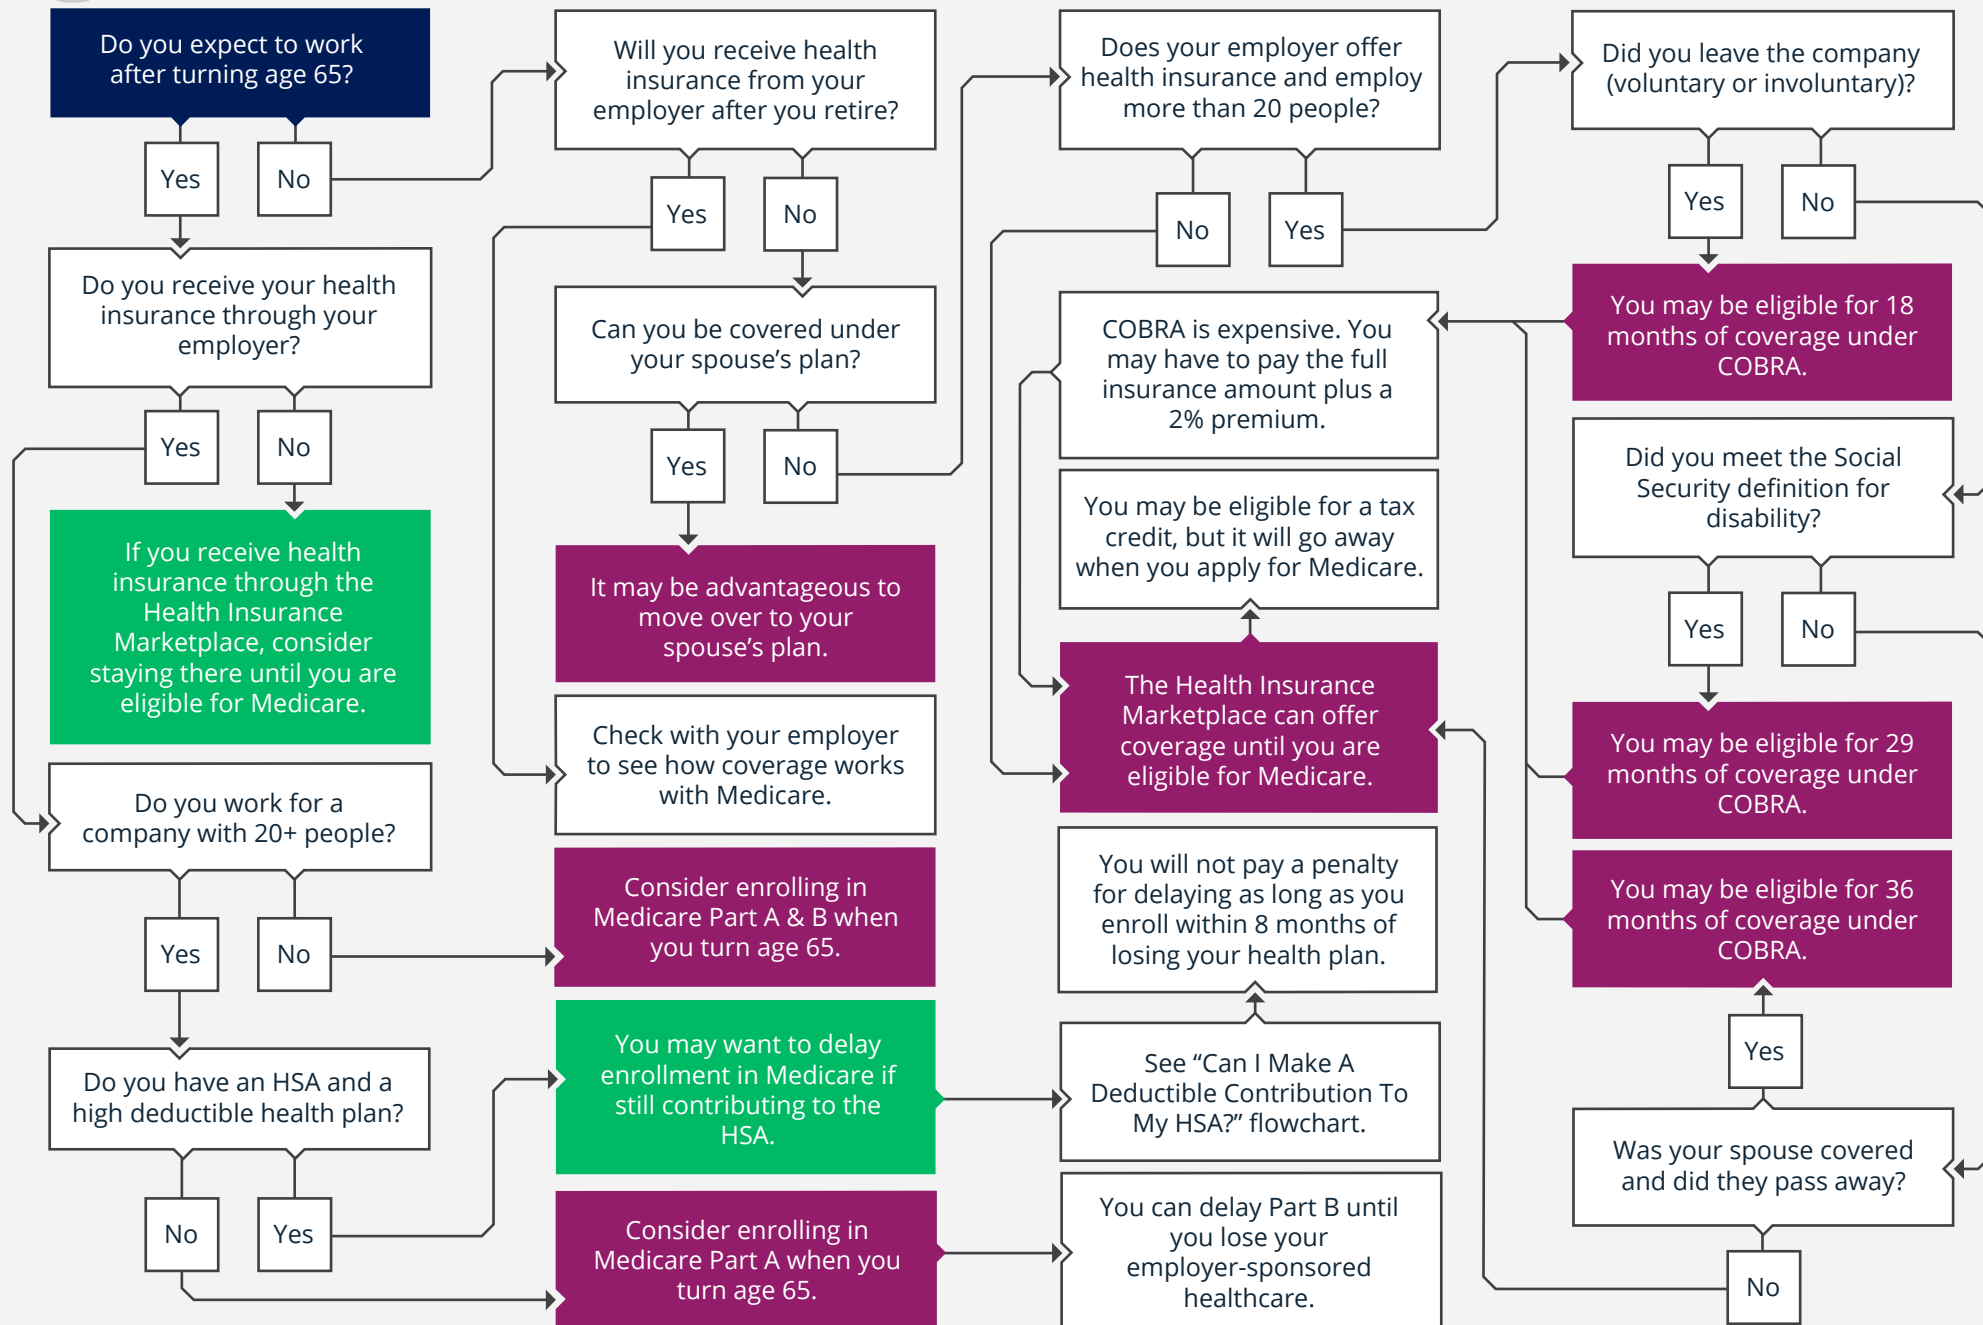 Do you expect to work
after turning age 65?
Yes
No
Do you receive your health
insurance through your
employer?
Yes
No
If you receive health
insurance through the
Health Insurance
Marketplace, consider
staying there until you are
eligible for Medicare.
Do you work for a
company with 20+ people?
Yes
No
Do you have an HSA and a
high deductible health plan?
No
Yes
Will you receive health
insurance from your
employer after you retire?
Yes
No
Can you be covered under
your spouse’s plan?
Yes
No
It may be advantageous to
move over to your
spouse’s plan.
Check with your employer
to see how coverage works
with Medicare.
Consider enrolling in
Medicare Part A & B when
you turn age 65.
You may want to delay
enrollment in Medicare if
still contributing to the
HSA.
Consider enrolling in
Medicare Part A when you
turn age 65.
Does your employer offer
health insurance and employ
more than 20 people?
No
Yes
COBRA is expensive. You
may have to pay the full
insurance amount plus a
2% premium.
You may be eligible for a tax
credit, but it will go away
when you apply for Medicare.
The Health Insurance
Marketplace can offer
coverage until you are
eligible for Medicare.
You will not pay a penalty
for delaying as long as you
enroll within 8 months of
losing your health plan.
See “Can I Make A
Deductible Contribution To
My HSA?” flowchart.
You can delay Part B until
you lose your
employer-sponsored
healthcare.
Did you leave the company
(voluntary or involuntary)?
Yes
No
You may be eligible for 18
months of coverage under
COBRA.
Did you meet the Social
Security definition for
disability?
Yes
No
You may be eligible for 29
months of coverage under
COBRA.
You may be eligible for 36
months of coverage under
COBRA.
Yes
Was your spouse covered
and did they pass away?
No